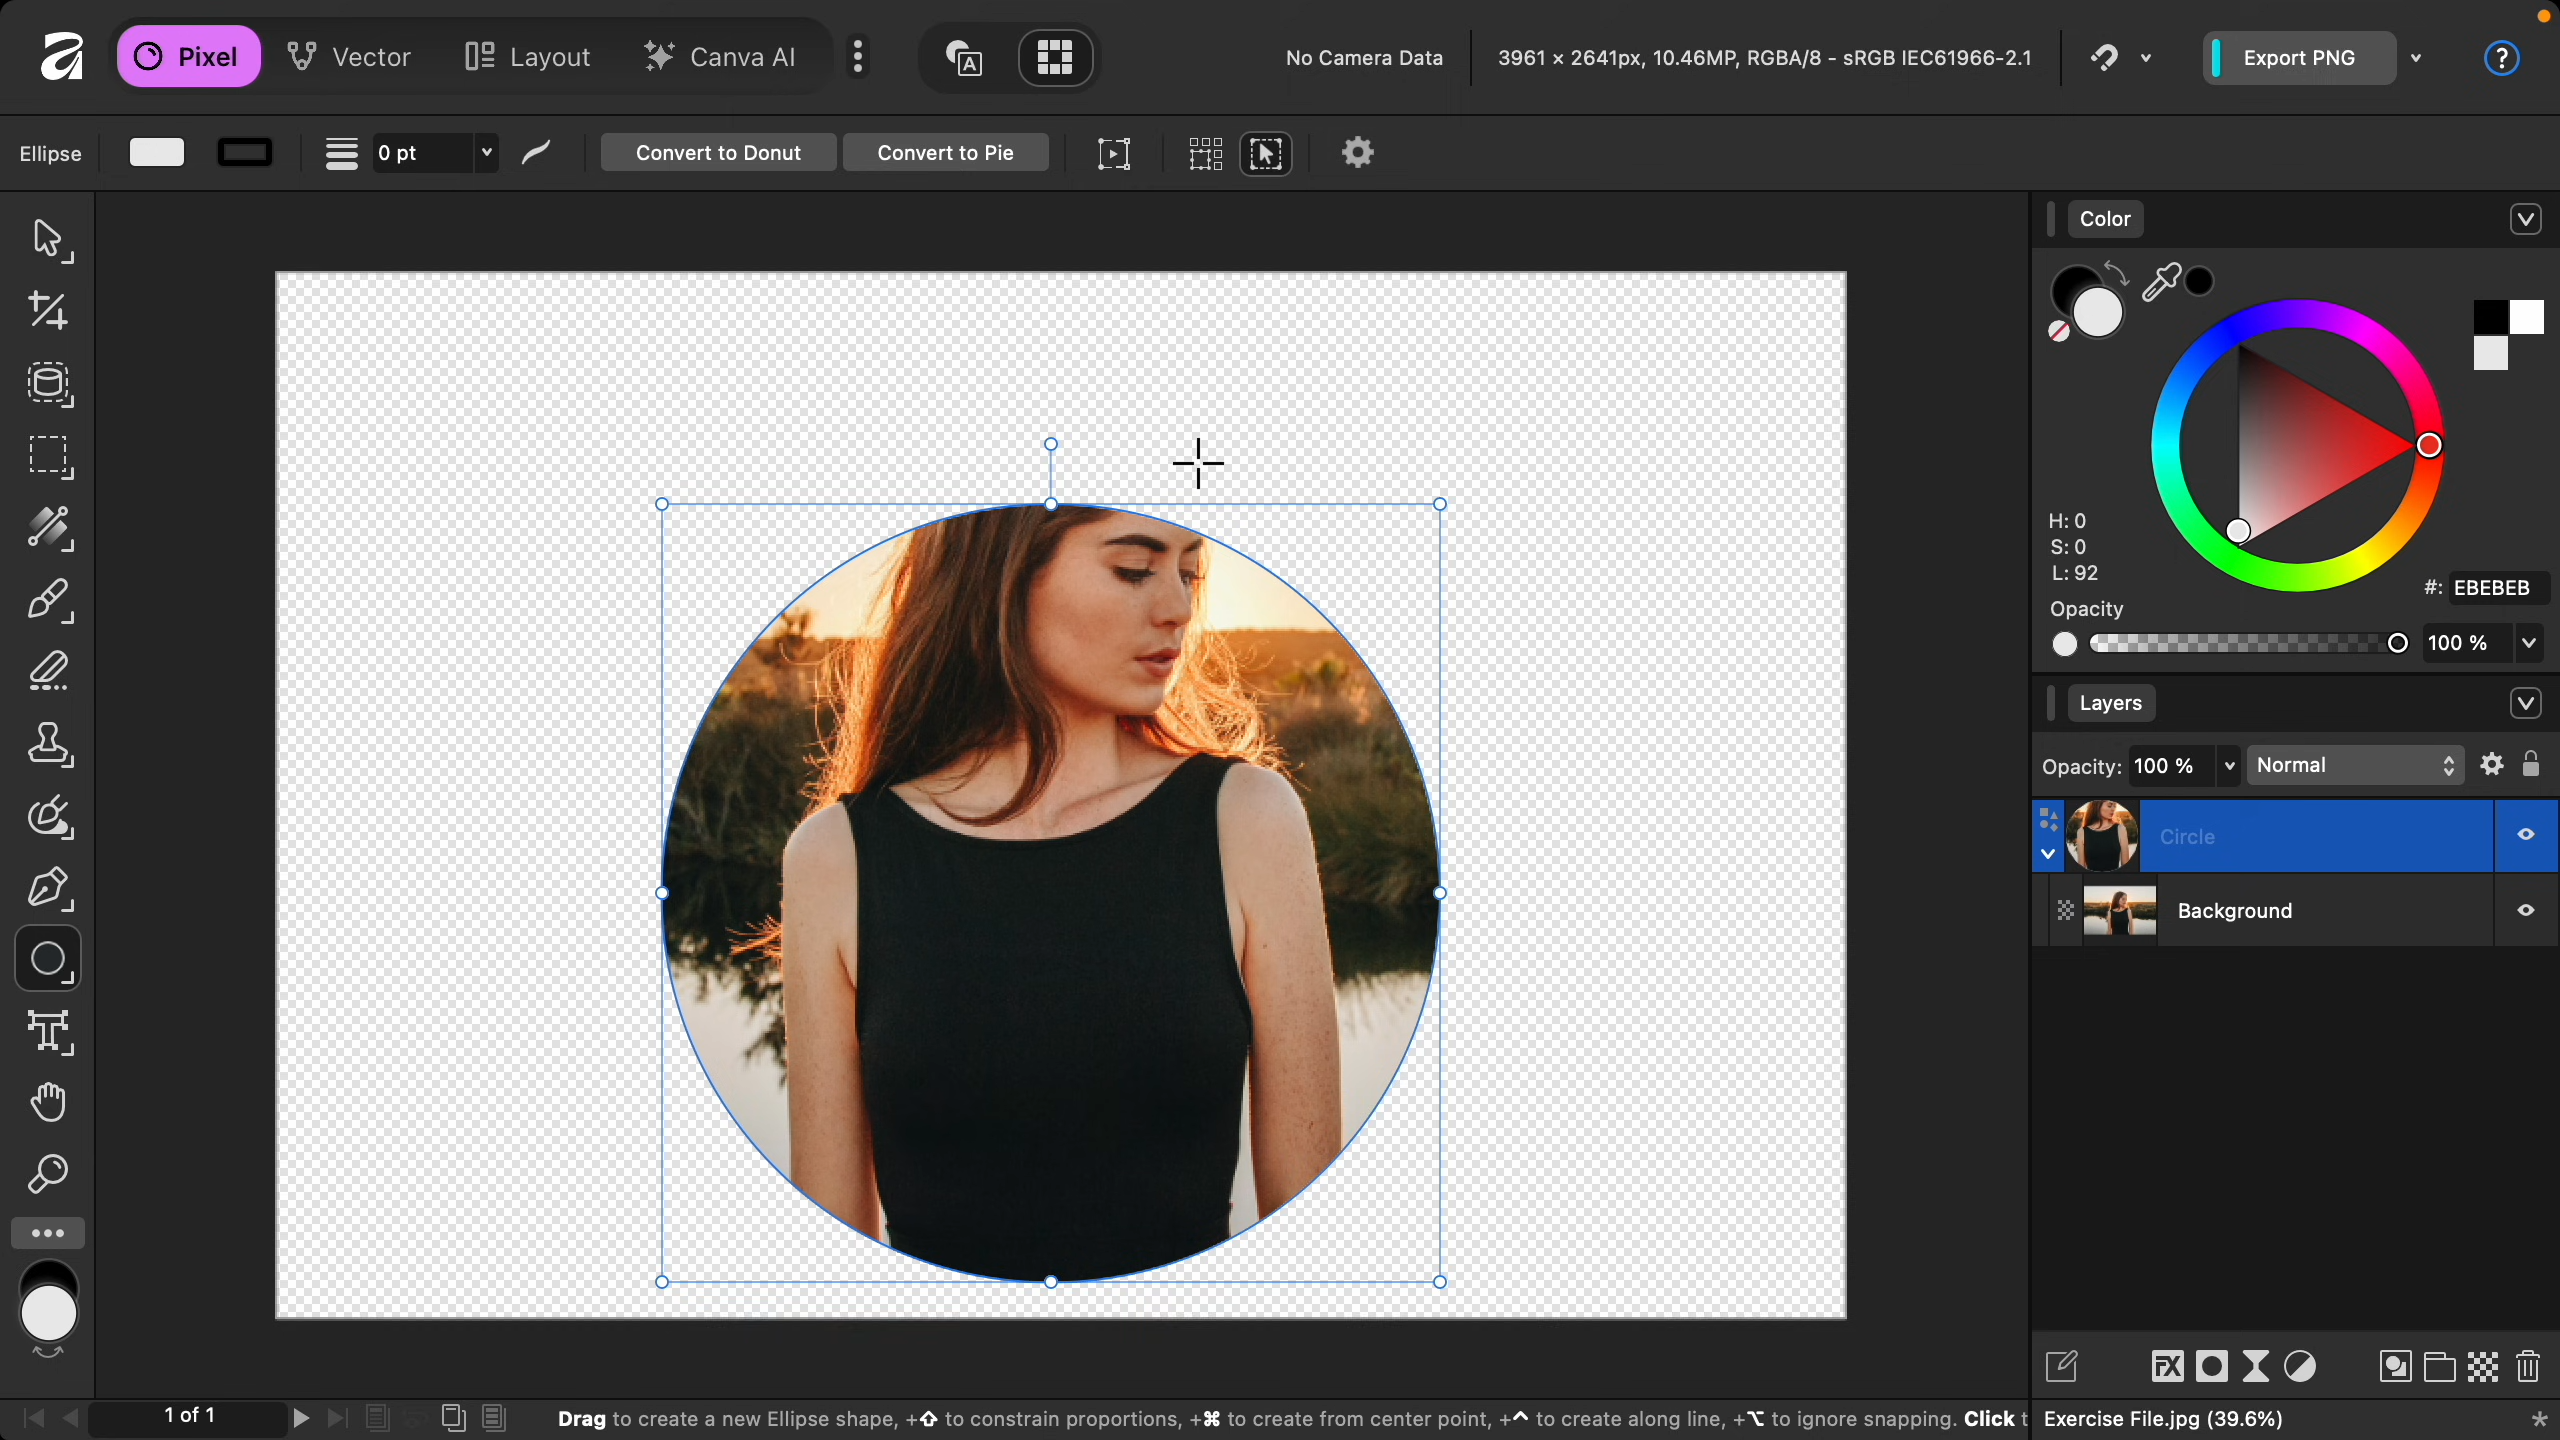 Pixel Vector Layout Canva AI A No Camera Data 3961 × 2641px, 10.46MP, RGBA/8 - sRGB IEC61966-2.1 Export PNG ?
Ellipse 0 pt Convert to Donut Convert to Pie
Color
H: 0
S: 0
L: 92
#: EBEBEB
Opacity
100 %
Layers
Opacity: 100 % Normal
Circle
Background
FX
1 of 1 Drag to create a new Ellipse shape, +⇧ to constrain proportions, +⌘ to create from center point, +⌃ to create along line, +⌥ to ignore snapping. Click t Exercise File.jpg (39.6%) *